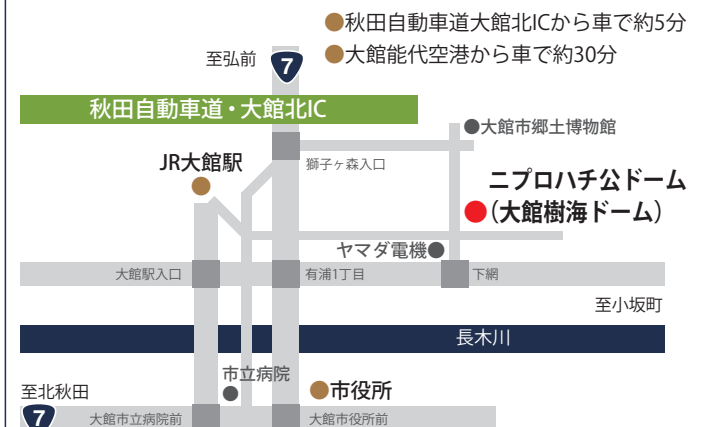 ●秋田自動車道大館北ICから車で約5分
●大館能代空港から車で約30分
至弘前
7
秋田自動車道・大館北IC
●大館市郷土博物館
JR大館駅
獅子ヶ森入口
ニプロハチ公ドーム
●(大館樹海ドーム)
ヤマダ電機●
大館駅入口
有浦1丁目
下綱
至小坂町
長木川
市立病院
至北秋田
●市役所
7
大館市立病院前
大館市役所前